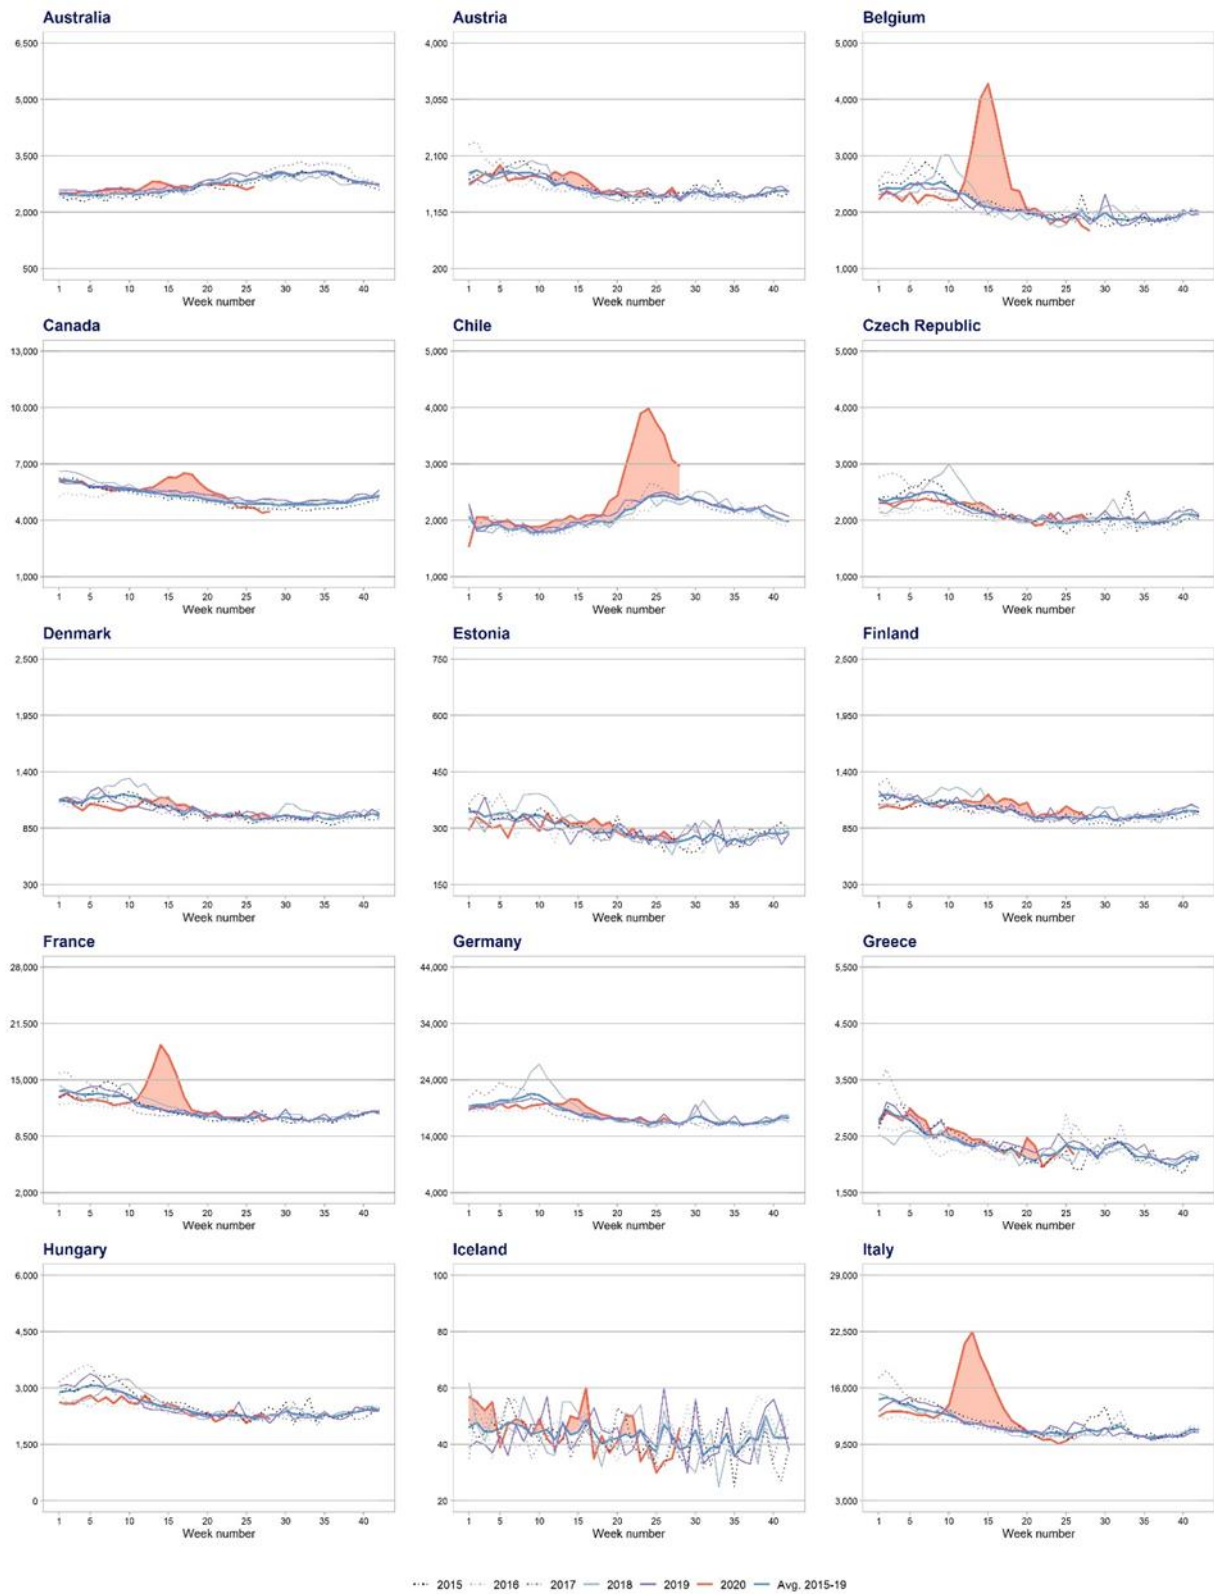 Australia
6,500
5,000
3,500
2,000
500
1 5 10 15 20 25 30 35 40
Week number
Austria
4,000
3,050
2,100
1,150
200
1 5 10 15 20 25 30 35 40
Week number
Belgium
5,000
4,000
3,000
2,000
1,000
1 5 10 15 20 25 30 35 40
Week number
Canada
13,000
10,000
7,000
4,000
1,000
1 5 10 15 20 25 30 35 40
Week number
Chile
5,000
4,000
3,000
2,000
1,000
1 5 10 15 20 25 30 35 40
Week number
Czech Republic
5,000
4,000
3,000
2,000
1,000
1 5 10 15 20 25 30 35 40
Week number
Denmark
2,500
1,950
1,400
850
300
1 5 10 15 20 25 30 35 40
Week number
Estonia
750
600
450
300
150
1 5 10 15 20 25 30 35 40
Week number
Finland
2,500
1,950
1,400
850
300
1 5 10 15 20 25 30 35 40
Week number
France
28,000
21,500
15,000
8,500
2,000
1 5 10 15 20 25 30 35 40
Week number
Germany
44,000
34,000
24,000
14,000
4,000
1 5 10 15 20 25 30 35 40
Week number
Greece
5,500
4,500
3,500
2,500
1,500
1 5 10 15 20 25 30 35 40
Week number
Hungary
6,000
4,500
3,000
1,500
0
1 5 10 15 20 25 30 35 40
Week number
Iceland
100
80
60
40
20
1 5 10 15 20 25 30 35 40
Week number
Italy
29,000
22,500
16,000
9,500
3,000
1 5 10 15 20 25 30 35 40
Week number
2015 2016 2017 2018 2019 2020 Avg. 2015-19